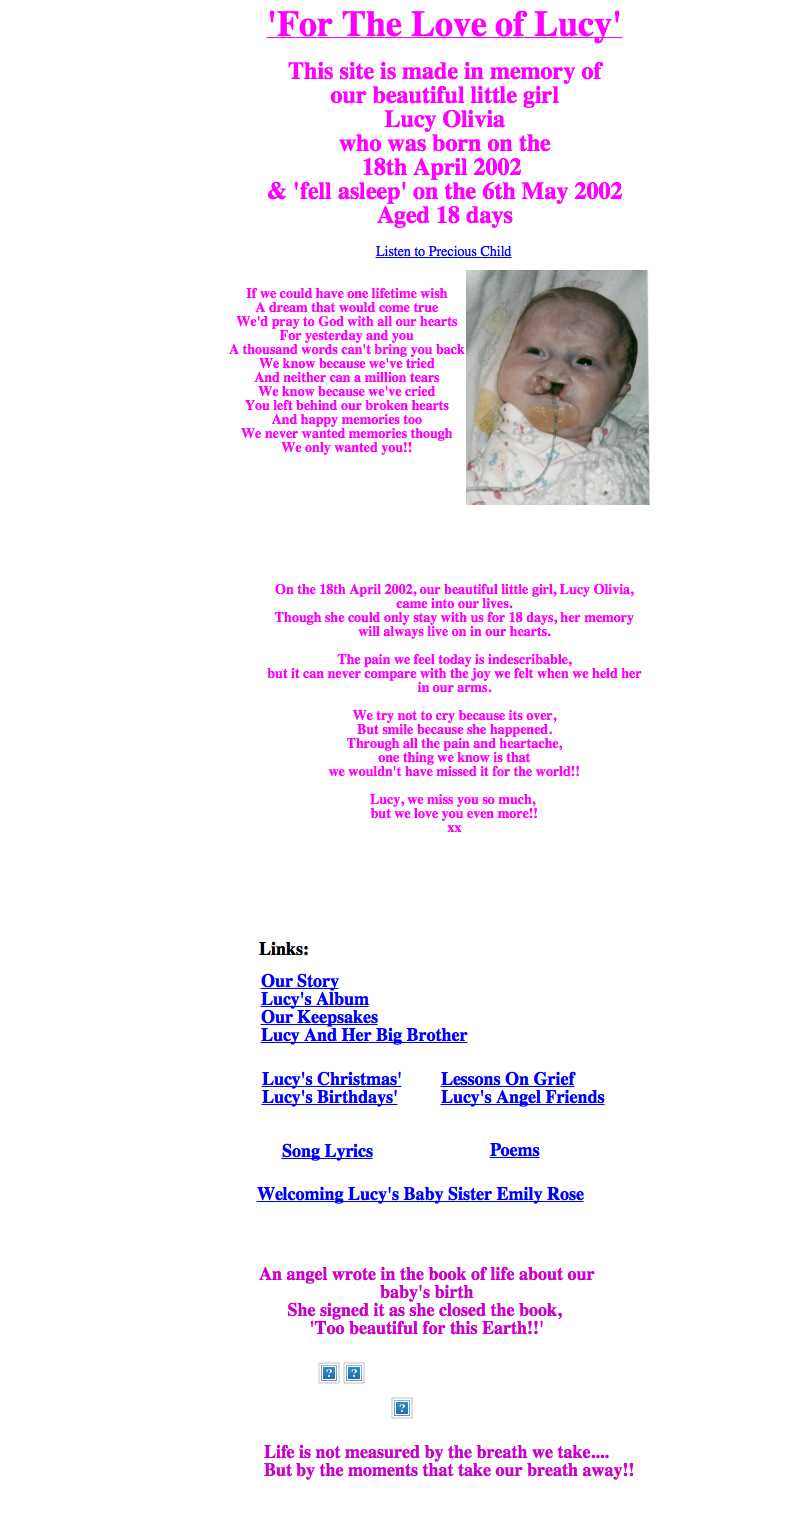 'For The Love of Lucy'
This site is made in memory of
our beautiful little girl
Lucy Olivia
who was born on the
18th April 2002
& 'fell asleep' on the 6th May 2002
Aged 18 days
Listen to Precious Child
If we could have one lifetime wish
A dream that would come true
We'd pray to God with all our hearts
For yesterday and you
A thousand words can't bring you back
We know because we've tried
And neither can a million tears
We know because we've cried
You left behind our broken hearts
And happy memories too
We never wanted memories though
We only wanted you!!
On the 18th April 2002, our beautiful little girl, Lucy Olivia,
came into our lives.
Though she could only stay with us for 18 days, her memory
will always live on in our hearts.
The pain we feel today is indescribable,
but it can never compare with the joy we felt when we held her
in our arms.
We try not to cry because its over,
But smile because she happened.
Through all the pain and heartache,
one thing we know is that
we wouldn't have missed it for the world!!
Lucy, we miss you so much,
but we love you even more!!
xx
Links:
Our Story
Lucy's Album
Our Keepsakes
Lucy And Her Big Brother
Lucy's Christmas'
Lucy's Birthdays'
Lessons On Grief
Lucy's Angel Friends
Song Lyrics
Poems
Welcoming Lucy's Baby Sister Emily Rose
An angel wrote in the book of life about our
baby's birth
She signed it as she closed the book,
'Too beautiful for this Earth!!'
Life is not measured by the breath we take....
But by the moments that take our breath away!!